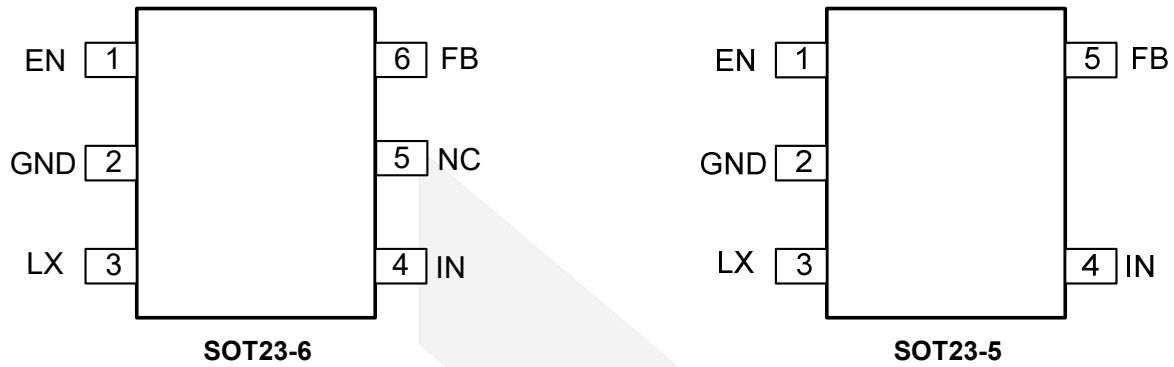 EN 1 6 FB
GND 2 5 NC
LX 3 4 IN
SOT23-6
EN 1 5 FB
GND 2
LX 3 4 IN
SOT23-5